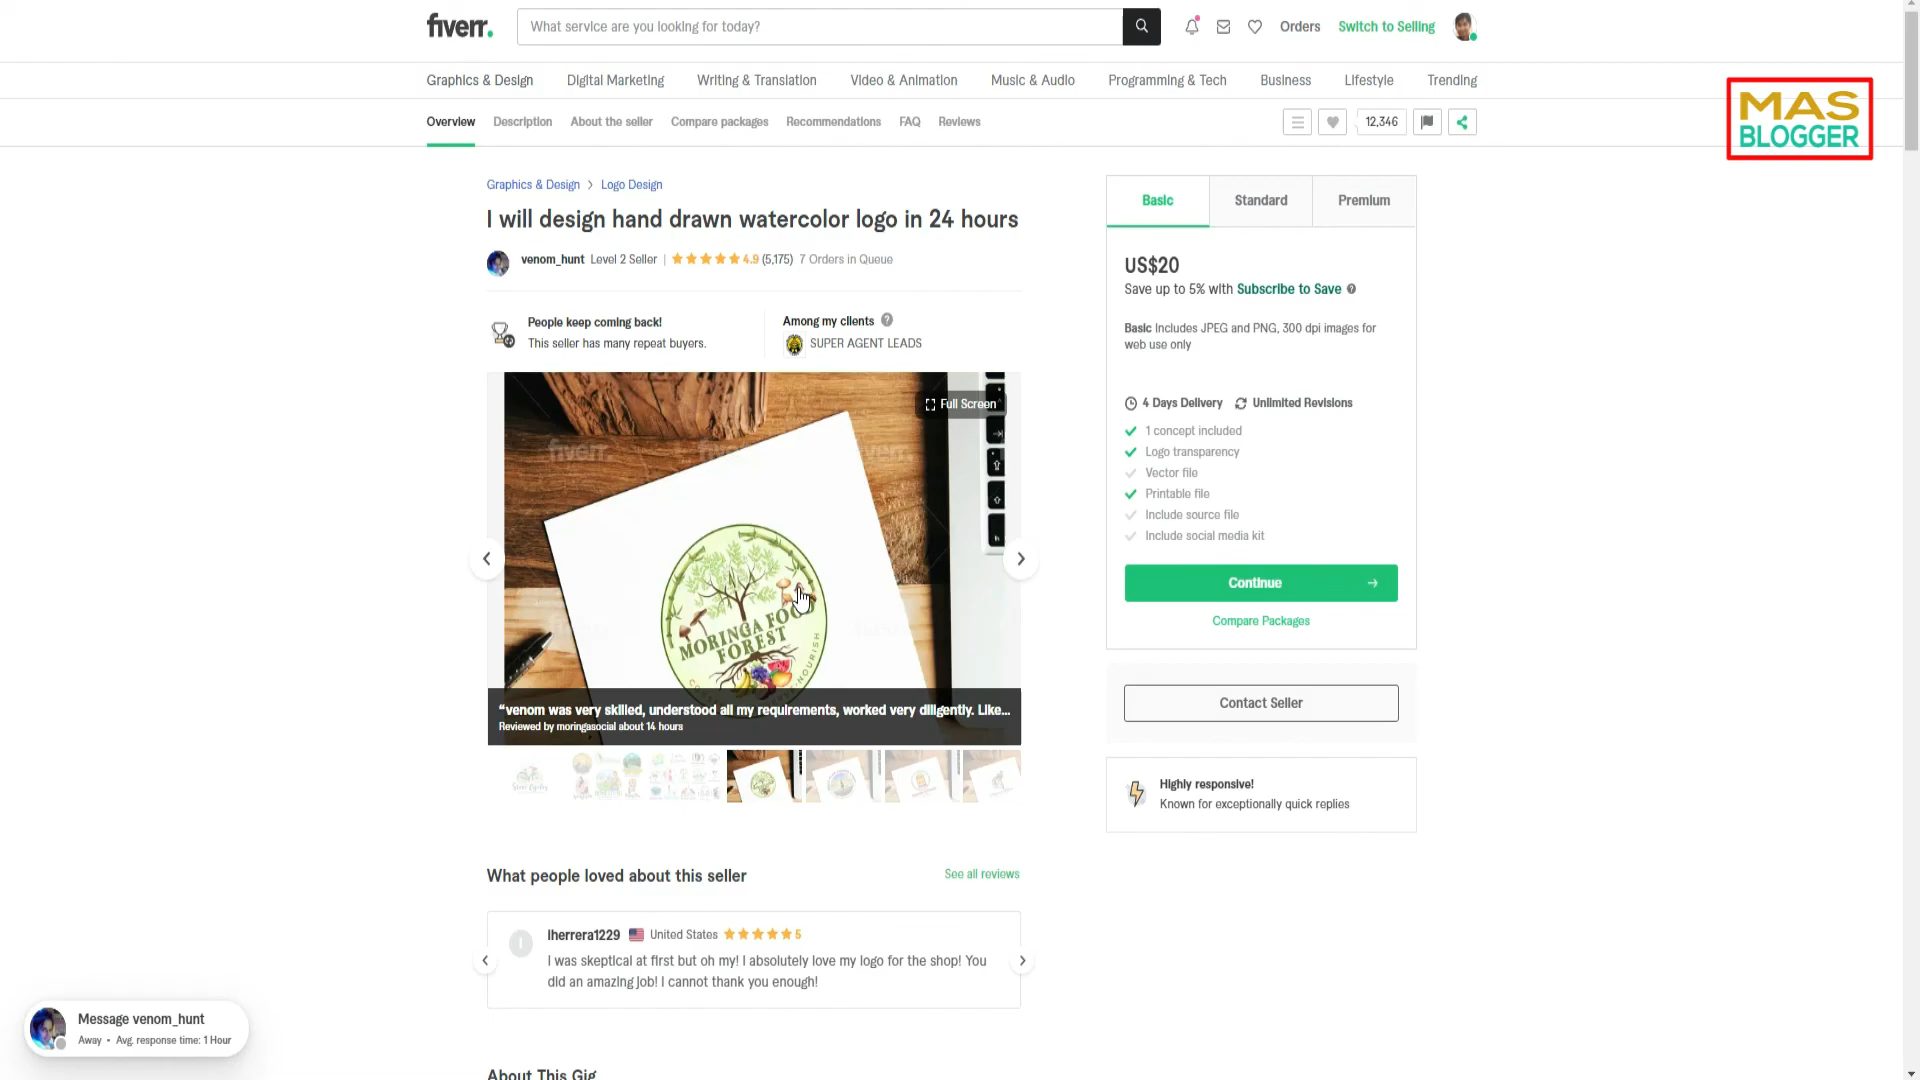 fiverr.
What service are you looking for today?
Orders
Switch to Selling
Graphics & Design
Digital Marketing
Writing & Translation
Video & Animation
Music & Audio
Programming & Tech
Business
Lifestyle
Trending
MAS
BLOGGER
Overview
Description
About the seller
Compare packages
Recommendations
FAQ
Reviews
12,346
Graphics & Design
Logo Design
I will design hand drawn watercolor logo in 24 hours
venom_hunt Level 2 Seller | 4.9 (5,175) 7 Orders in Queue
People keep coming back!
This seller has many repeat buyers.
Among my clients
SUPER AGENT LEADS
Full Screen
fiverr.
MORINGA FOOD
FOREST
“venom was very skilled, understood all my requirements, worked very diligently. Like...
Reviewed by moringasocial about 14 hours
Basic
Standard
Premium
US$20
Save up to 5% with Subscribe to Save
Basic Includes JPEG and PNG, 300 dpi images for
web use only
4 Days Delivery
Unlimited Revisions
1 concept included
Logo transparency
Vector file
Printable file
Include source file
Include social media kit
Continue
Compare Packages
Contact Seller
Highly responsive!
Known for exceptionally quick replies
What people loved about this seller
See all reviews
lherrera1229 United States 5
I was skeptical at first but oh my! I absolutely love my logo for the shop! You
did an amazing job! I cannot thank you enough!
Message venom_hunt
Away • Avg. response time: 1 Hour
About This Gig